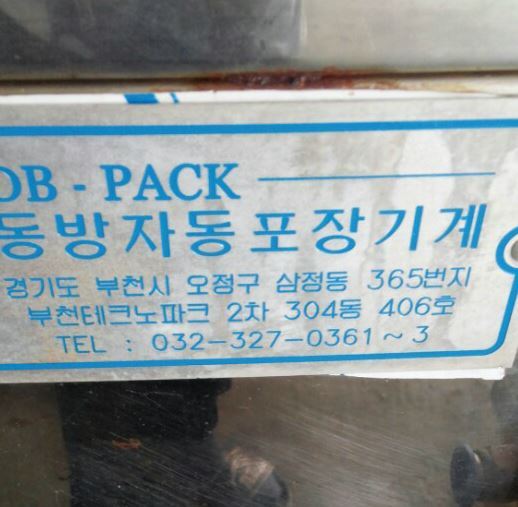 OB - PACK
동방자동포장기계
경기도 부천시 오정구 삼정동 365번지
부천테크노파크 2차 304동 406호
TEL : 032-327-0361 ~ 3